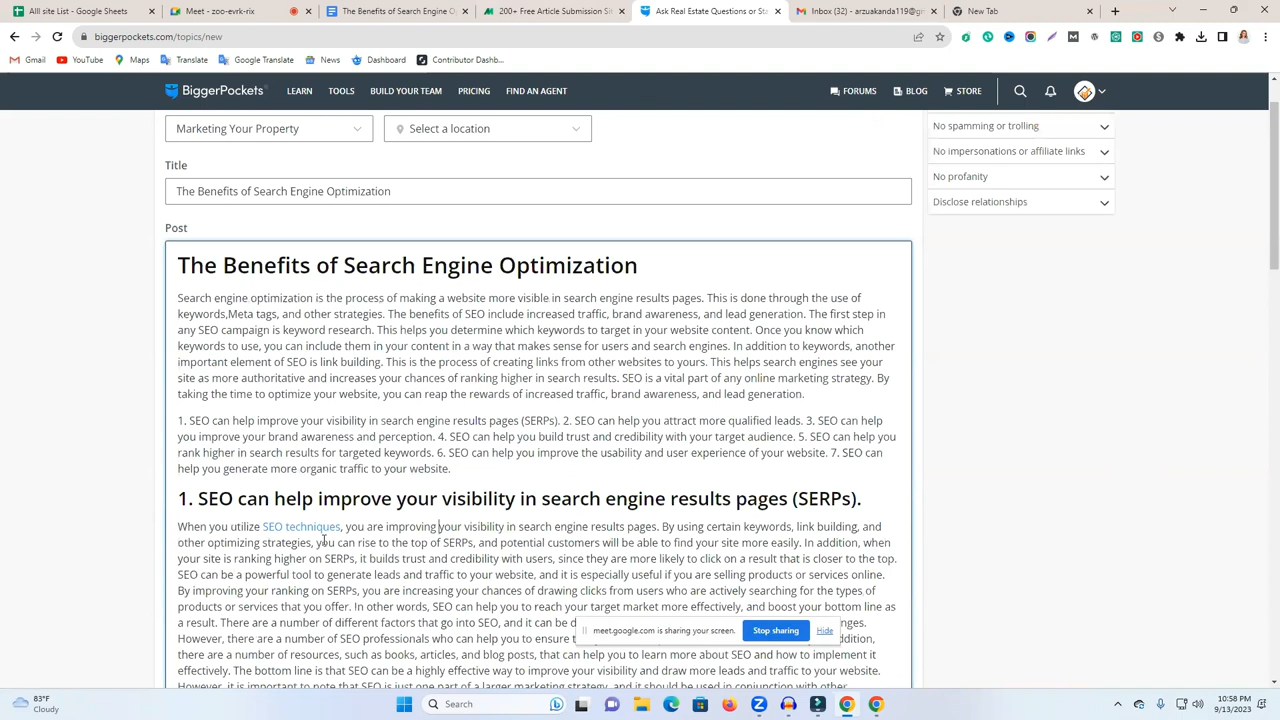 All site list - Google Sheets
Meet - zoo-evrk-rix
The Benefits of Search Engine Op
200+ Free Article Submission Sit
Ask Real Estate Questions or Sta
Inbox (32) - arzuakanda119@gm
New Tab
biggerpockets.com/topics/new
Gmail
YouTube
Maps
Translate
Google Translate
News
Dashboard
Contributor Dashb...
BiggerPockets
LEARN
TOOLS
BUILD YOUR TEAM
PRICING
FIND AN AGENT
FORUMS
BLOG
STORE
Marketing Your Property
Select a location
No spamming or trolling
No impersonations or affiliate links
No profanity
Disclose relationships
Title
The Benefits of Search Engine Optimization
Post
The Benefits of Search Engine Optimization
Search engine optimization is the process of making a website more visible in search engine results pages. This is done through the use of
keywords,Meta tags, and other strategies. The benefits of SEO include increased traffic, brand awareness, and lead generation. The first step in
any SEO campaign is keyword research. This helps you determine which keywords to target in your website content. Once you know which
keywords to use, you can include them in your content in a way that makes sense for users and search engines. In addition to keywords, another
important element of SEO is link building. This is the process of creating links from other websites to yours. This helps search engines see your
site as more authoritative and increases your chances of ranking higher in search results. SEO is a vital part of any online marketing strategy. By
taking the time to optimize your website, you can reap the rewards of increased traffic, brand awareness, and lead generation.
1. SEO can help improve your visibility in search engine results pages (SERPs). 2. SEO can help you attract more qualified leads. 3. SEO can help
you improve your brand awareness and perception. 4. SEO can help you build trust and credibility with your target audience. 5. SEO can help you
rank higher in search results for targeted keywords. 6. SEO can help you improve the usability and user experience of your website. 7. SEO can
help you generate more organic traffic to your website.
1. SEO can help improve your visibility in search engine results pages (SERPs).
When you utilize SEO techniques, you are improving your visibility in search engine results pages. By using certain keywords, link building, and
other optimizing strategies, you can rise to the top of SERPs, and potential customers will be able to find your site more easily. In addition, when
your site is ranking higher on SERPs, it builds trust and credibility with users, since they are more likely to click on a result that is closer to the top.
SEO can be a powerful tool to generate leads and traffic to your website, and it is especially useful if you are selling products or services online.
By improving your ranking on SERPs, you are increasing your chances of drawing clicks from users who are actively searching for the types of
products or services that you offer. In other words, SEO can help you to reach your target market more effectively, and boost your bottom line as
a result. There are a number of different factors that go into SEO, and it can be d
However, there are a number of SEO professionals who can help you to ensure
there are a number of resources, such as books, articles, and blog posts, that can help you to learn more about SEO and how to implement it
effectively. The bottom line is that SEO can be a highly effective way to improve your visibility and draw more leads and traffic to your website.
However, it is important to note that SEO is just one part of a larger marketing strategy, and it should be used in conjunction with other
meet.google.com is sharing your screen.
Stop sharing
Hide
83°F
Cloudy
Search
10:58 PM
9/13/2023